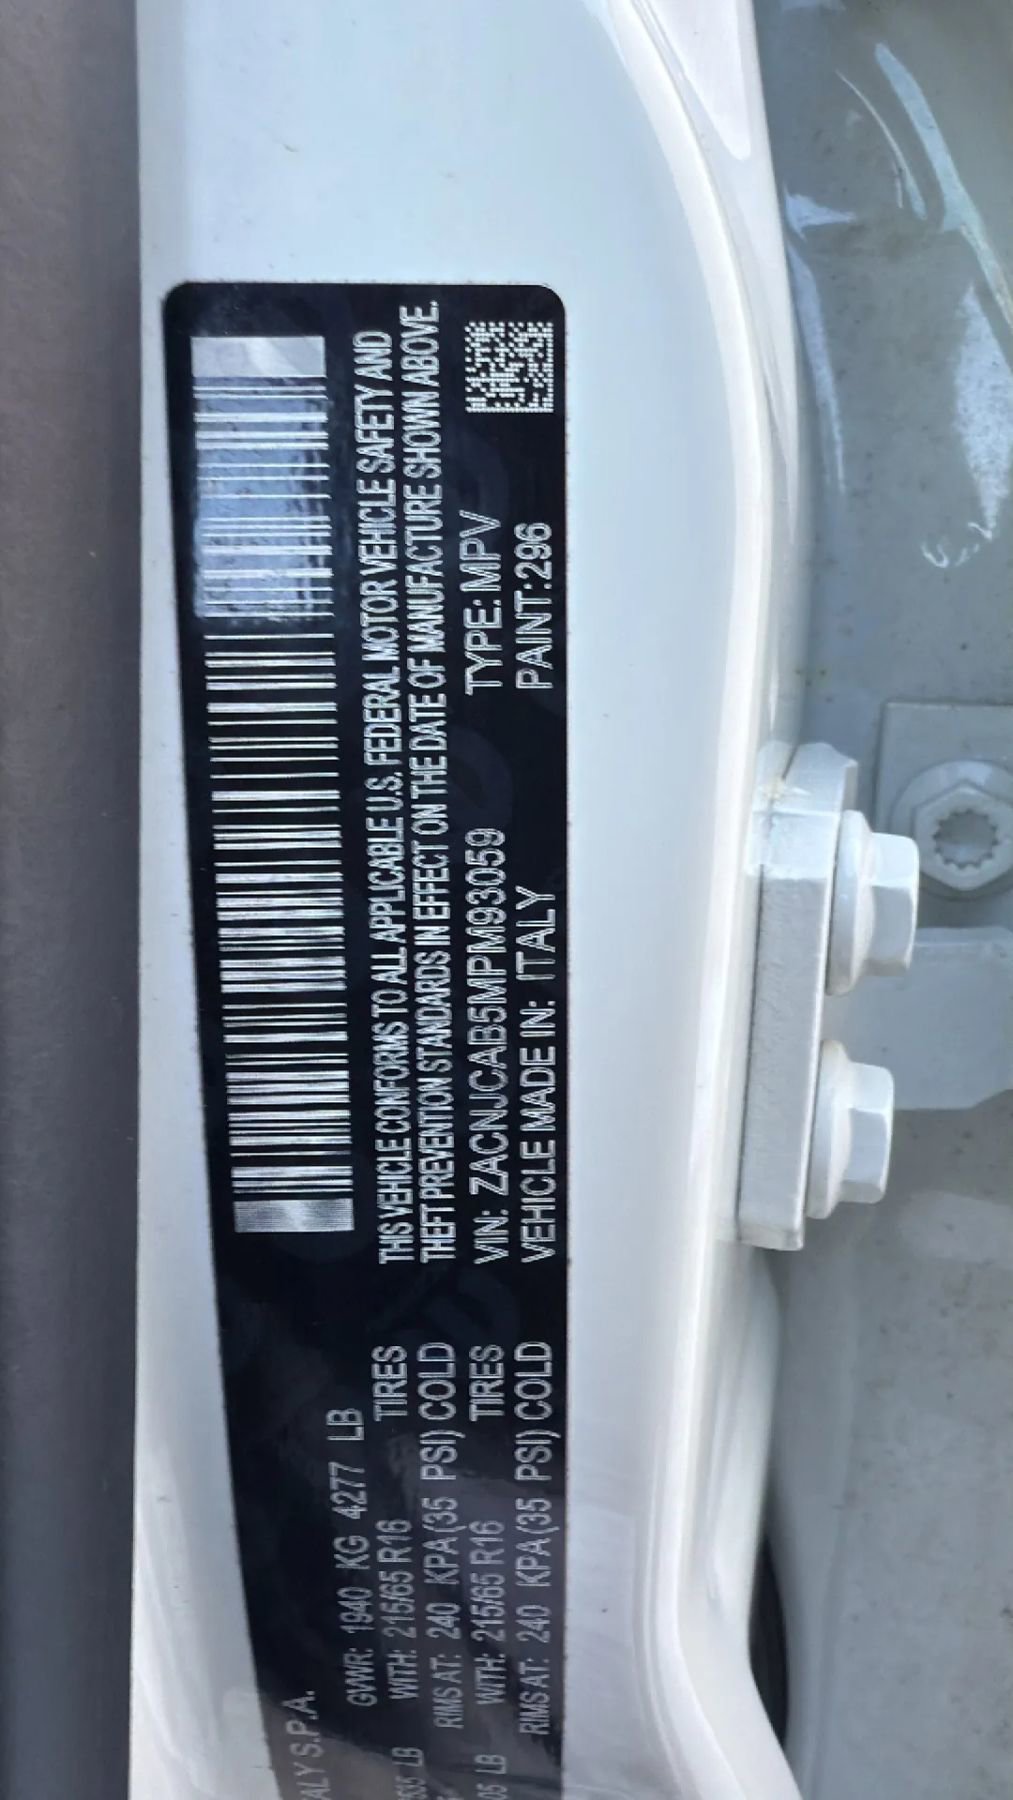 ALY S.P.A.
GVWR: 1940 KG 4277 LB
LB WITH: 215/65 R16 TIRES
RIMS AT: 240 KPA (35 PSI) COLD
LB WITH: 215/65 R16 TIRES
RIMS AT: 240 KPA (35 PSI) COLD
THIS VEHICLE CONFORMS TO ALL APPLICABLE U.S. FEDERAL MOTOR VEHICLE SAFETY AND
THEFT PREVENTION STANDARDS IN EFFECT ON THE DATE OF MANUFACTURE SHOWN ABOVE.
VIN: ZACNJCAB5MPM93059 TYPE: MPV
VEHICLE MADE IN: ITALY PAINT: 296